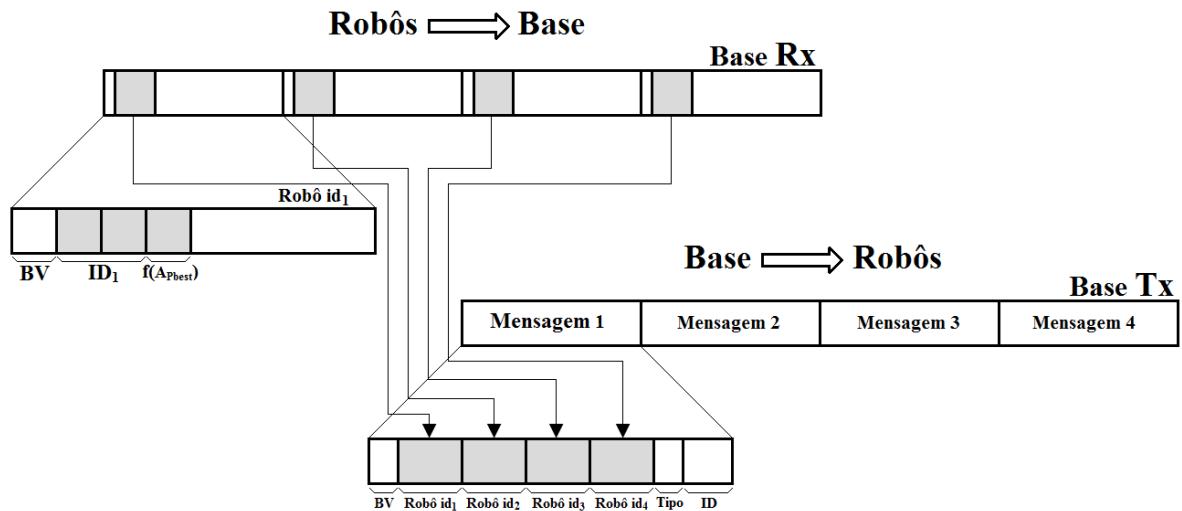 Robôs Base
Base Rx
Robô id1
BV ID1 f(APbest)
Base Robôs
Base Tx
Mensagem 1 Mensagem 2 Mensagem 3 Mensagem 4
BV Robô id1 Robô id2 Robô id3 Robô id4 Tipo ID